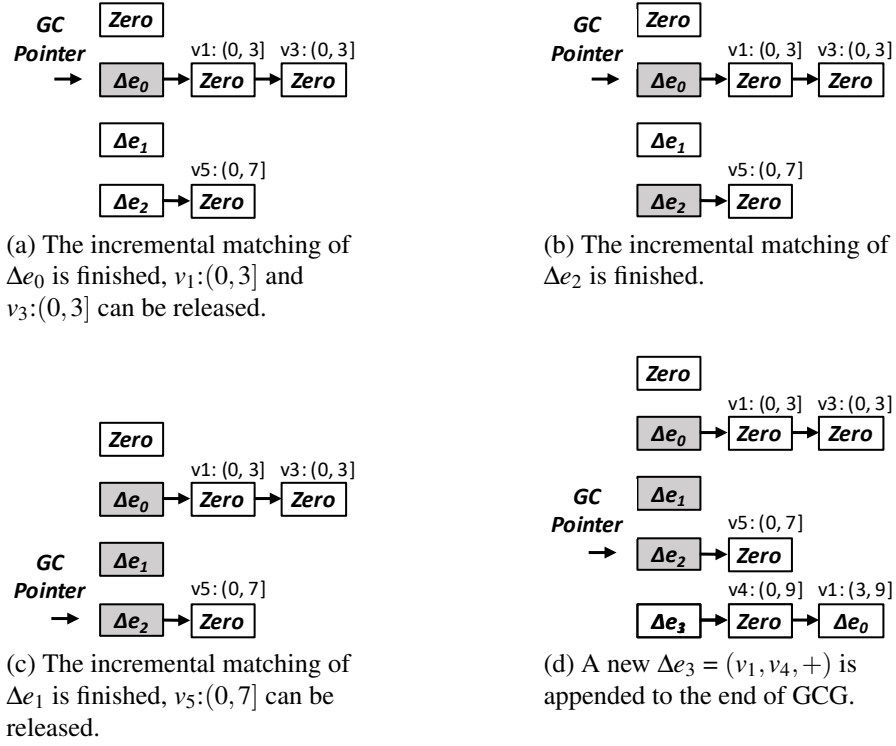 GC
Pointer
Zero
v1: (0, 3] v3: (0, 3]
Δe0 Zero Zero
Δe1
v5: (0, 7]
Δe2 Zero
(a) The incremental matching of
Δe0 is finished, v1:(0,3] and
v3:(0,3] can be released.
GC
Pointer
Zero
v1: (0, 3] v3: (0, 3]
Δe0 Zero Zero
Δe1
v5: (0, 7]
Δe2 Zero
(b) The incremental matching of
Δe2 is finished.
Zero
v1: (0, 3] v3: (0, 3]
Δe0 Zero Zero
GC
Pointer
Δe1
v5: (0, 7]
Δe2 Zero
(c) The incremental matching of
Δe1 is finished, v5:(0,7] can be
released.
Zero
v1: (0, 3] v3: (0, 3]
Δe0 Zero Zero
GC
Pointer
Δe1
v5: (0, 7]
Δe2 Zero
v4: (0, 9] v1: (3, 9]
Δe3 Zero Δe0
(d) A new Δe3 = (v1,v4,+) is
appended to the end of GCG.